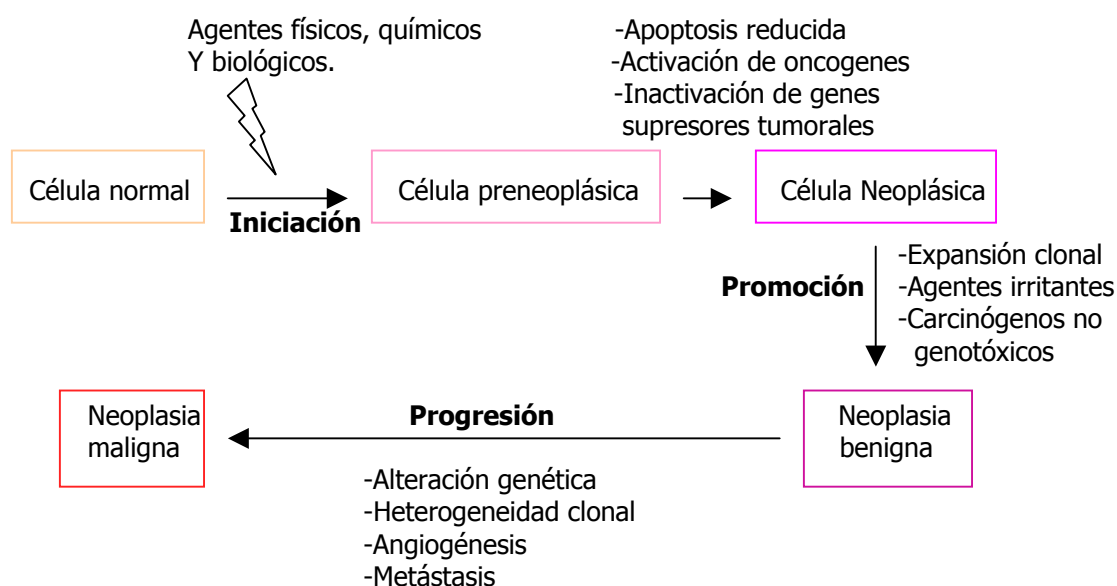 Agentes físicos, químicos
Y biológicos.
-Apoptosis reducida
-Activación de oncogenes
-Inactivación de genes
supresores tumorales
Célula normal
Iniciación
Célula preneoplásica
Célula Neoplásica
Promoción
-Expansión clonal
-Agentes irritantes
-Carcinógenos no
genotóxicos
Neoplasia
benigna
Progresión
-Alteración genética
-Heterogeneidad clonal
-Angiogénesis
-Metástasis
Neoplasia
maligna